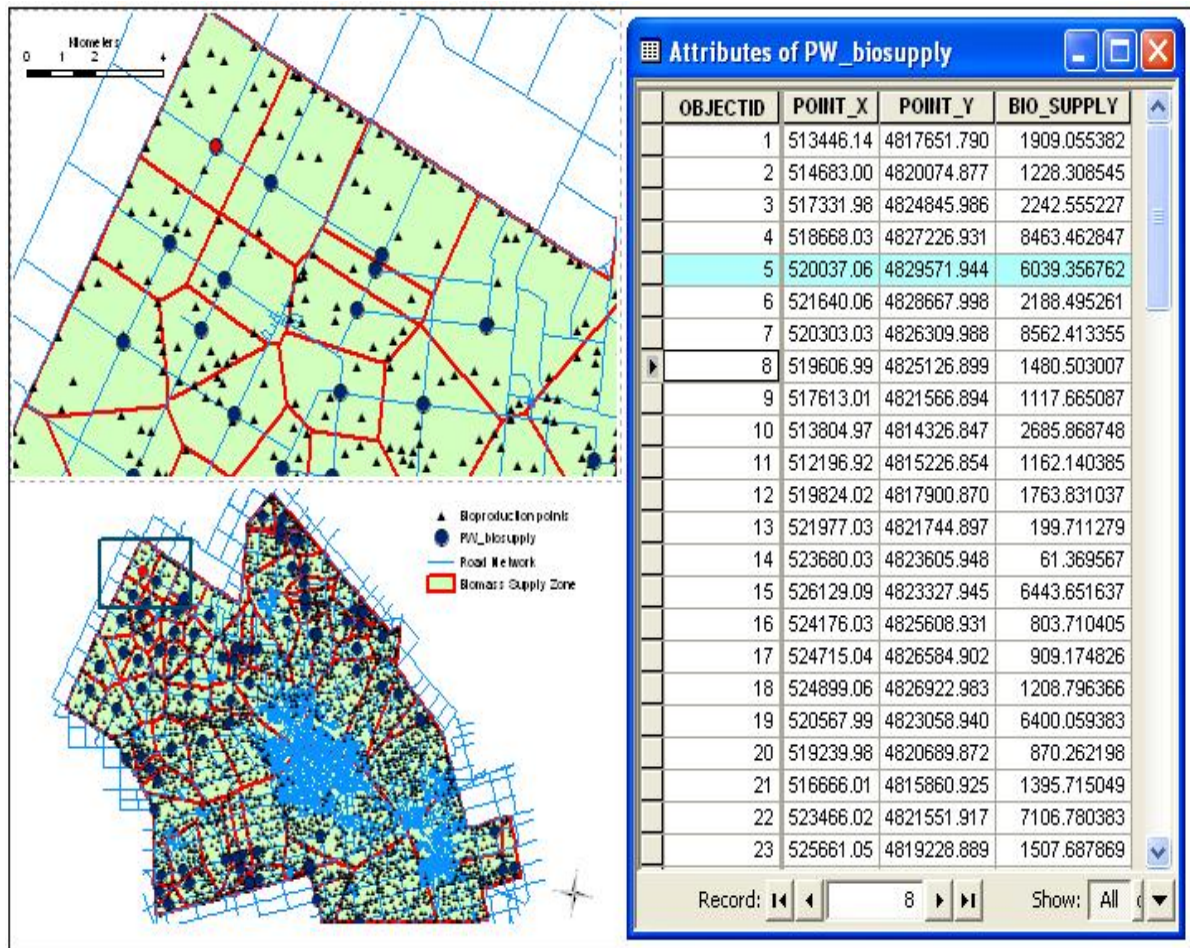 Kilometers
0 1 2 4
Bioproduction points
PW_biosupply
Road Network
Biomass Supply Zone
Attributes of PW_biosupply
OBJECTID POINT_X POINT_Y BIO_SUPPLY
1 513446.14 4817651.790 1909.055382
2 514683.00 4820074.877 1228.308545
3 517331.98 4824845.986 2242.555227
4 518668.03 4827226.931 8463.462847
5 520037.06 4829571.944 6039.356762
6 521640.06 4828667.998 2188.495261
7 520303.03 4826309.988 8562.413355
8 519606.99 4825126.899 1480.503007
9 517613.01 4821566.894 1117.665087
10 513804.97 4814326.847 2685.868748
11 512196.92 4815226.854 1162.140385
12 519824.02 4817900.870 1763.831037
13 521977.03 4821744.897 199.711279
14 523680.03 4823605.948 61.369567
15 526129.09 4823327.945 6443.651637
16 524176.03 4825608.931 803.710405
17 524715.04 4826584.902 909.174826
18 524899.06 4826922.983 1208.796366
19 520567.99 4823058.940 6400.059383
20 519239.98 4820689.872 870.262198
21 516666.01 4815860.925 1395.715049
22 523466.02 4821551.917 7106.780383
23 525661.05 4819228.889 1507.687869
Record: 8 Show: All